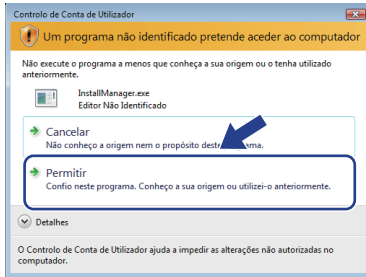 Controlo de Conta de Utilizador
Um programa não identificado pretende aceder ao computador
Não execute o programa a menos que conheça a sua origem ou o tenha utilizado
anteriormente.
InstallManager.exe
Editor Não Identificado
Cancelar
Não conheço a origem nem o propósito deste
Permitir
Confio neste programa. Conheço a sua origem ou utilizei-o anteriormente.
Detalhes
O Controlo de Conta de Utilizador ajuda a impedir as alterações não autorizadas no
computador.